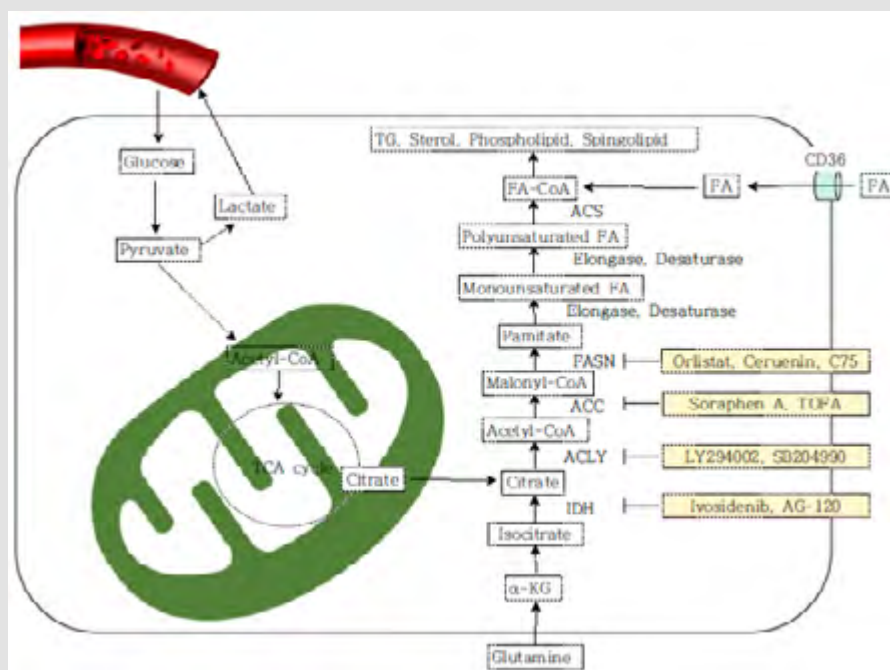 TG, Sterol, Phospholipid, Spingolipid
CD36
Glucose
FA-CoA
FA
FA
Lactate
ACS
Pyruvate
Polyunsaturated FA
Elongase, Desaturase
Monounsaturated FA
Elongase, Desaturase
Pamitate
Acetyl-CoA
FASN
Orlistat, Ceruenin, C75
Malonyl-CoA
ACC
Soraphen A, TOFA
Acetyl-CoA
ACLY
LY294002, SB204990
TCA cycle
Citrate
Citrate
IDH
Ivosidenib, AG-120
Isocitrate
α-KG
Glutamine